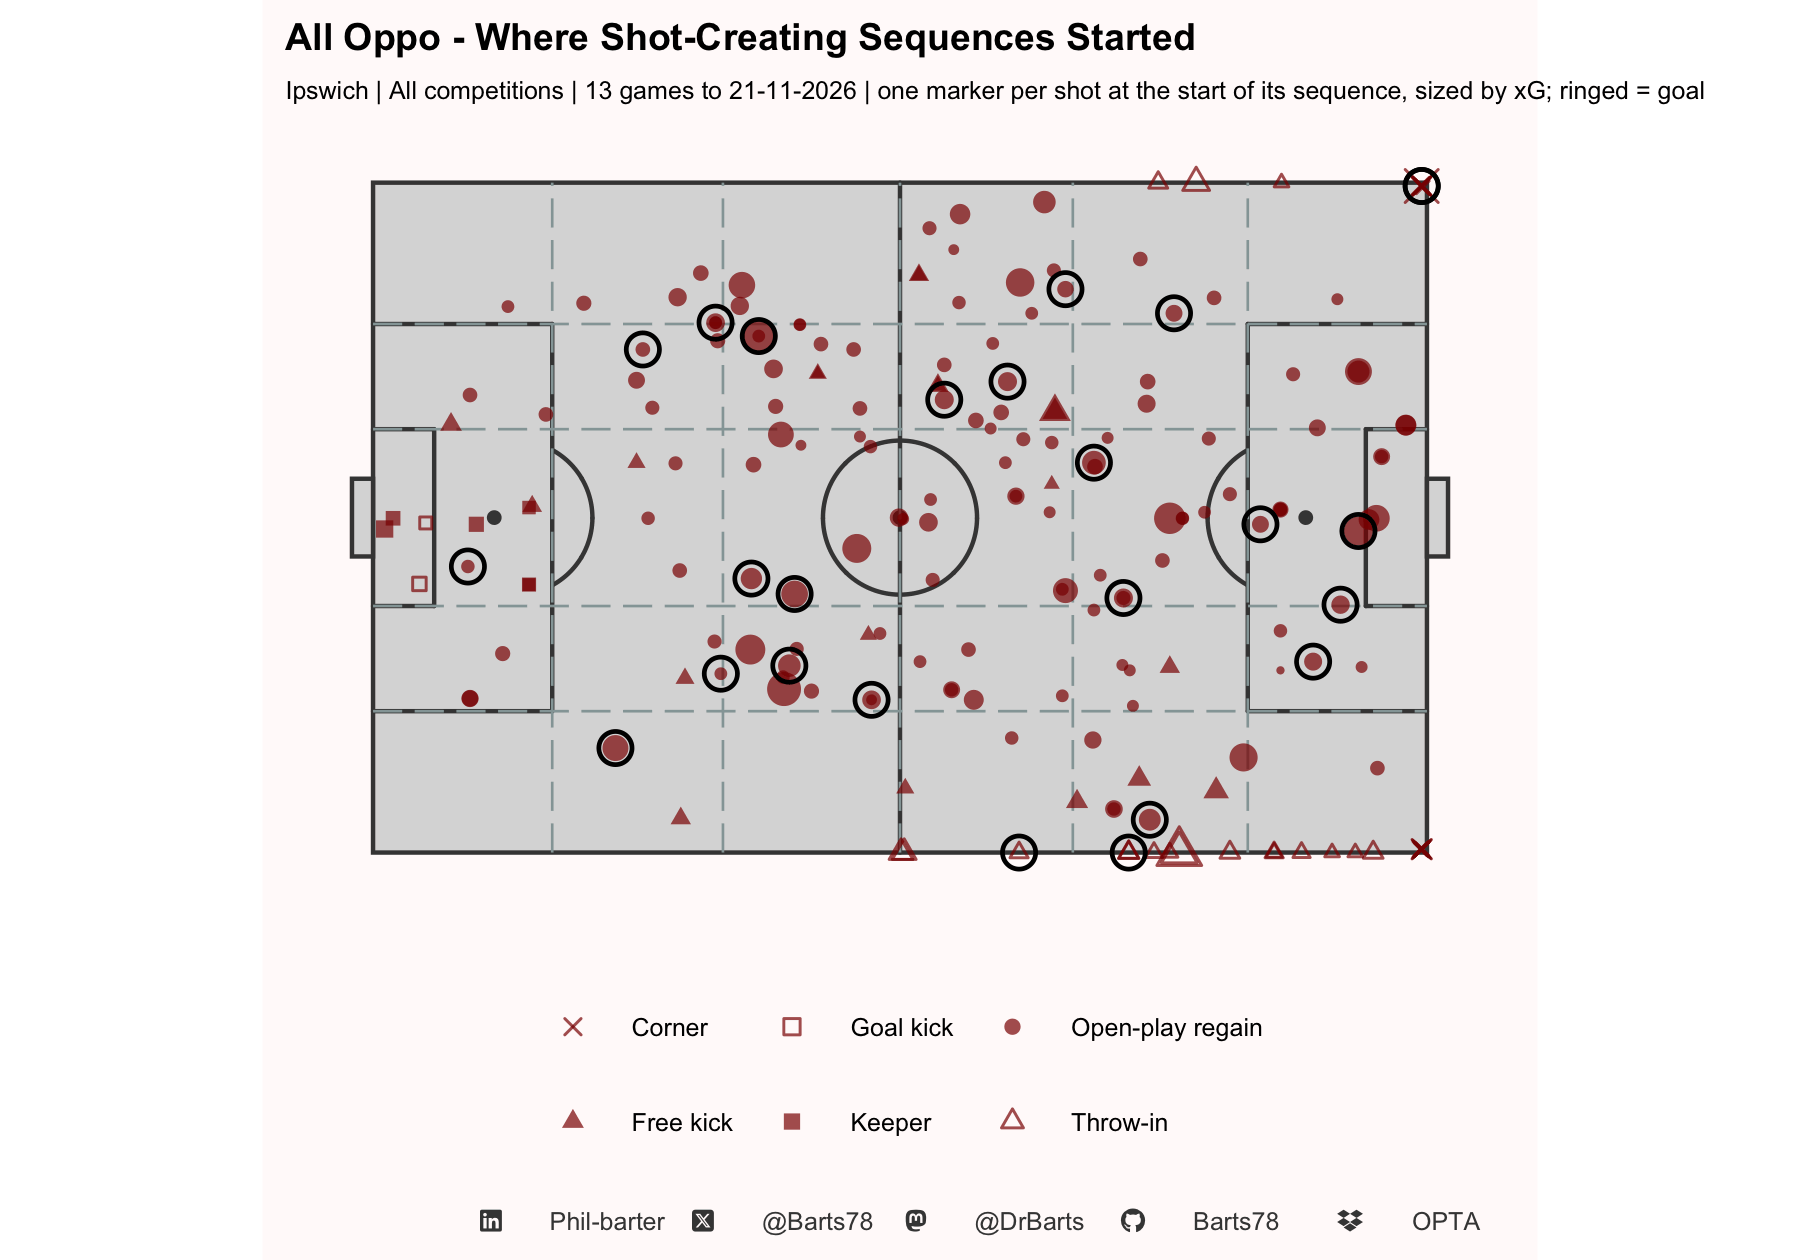 All Oppo - Where Shot-Creating Sequences Started
Ipswich | All competitions | 13 games to 21-11-2026 | one marker per shot at the start of its sequence, sized by xG; ringed = goal
Corner
Goal kick
Open-play regain
Free kick
Keeper
Throw-in
Phil-barter @Barts78 @DrBarts Barts78 OPTA